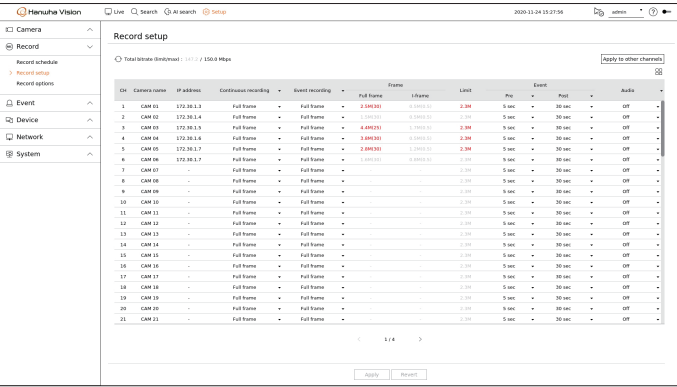 Hanwha Vision Live Search AI search Setup 2020-11-24 15:27:56 admin
Camera
Record
Record schedule
Record setup
Record options
Event
Device
Network
System
Record setup
Total bitrate (limit/max) : 147.2 / 150.0 Mbps
Apply to other channels
CH Camera name IP address Continuous recording Event recording Frame Limit Event Audio
Full frame I-frame Pre Post
1 CAM 01 172.30.1.3 Full frame Full frame 2.5M(30) 2.3M 5 sec 30 sec Off
2 CAM 02 172.30.1.4 Full frame Full frame 2.3M 5 sec 30 sec Off
3 CAM 03 172.30.1.5 Full frame Full frame 4.4M(25) 2.3M 5 sec 30 sec Off
4 CAM 04 172.30.1.6 Full frame Full frame 3.8M(30) 2.3M 5 sec 30 sec Off
5 CAM 05 172.30.1.7 Full frame Full frame 2.8M(30) 2.3M 5 sec 30 sec Off
6 CAM 06 172.30.1.7 Full frame Full frame 2.3M 5 sec 30 sec Off
7 CAM 07 - Full frame Full frame - - 2.3M 5 sec 30 sec Off
8 CAM 08 - Full frame Full frame - - 2.3M 5 sec 30 sec Off
9 CAM 09 - Full frame Full frame - - 2.3M 5 sec 30 sec Off
10 CAM 10 - Full frame Full frame - - 2.3M 5 sec 30 sec Off
11 CAM 11 - Full frame Full frame - - 2.3M 5 sec 30 sec Off
12 CAM 12 - Full frame Full frame - - 2.3M 5 sec 30 sec Off
13 CAM 13 - Full frame Full frame - - 2.3M 5 sec 30 sec Off
14 CAM 14 - Full frame Full frame - - 2.3M 5 sec 30 sec Off
15 CAM 15 - Full frame Full frame - - 2.3M 5 sec 30 sec Off
16 CAM 16 - Full frame Full frame - - 2.3M 5 sec 30 sec Off
17 CAM 17 - Full frame Full frame - - 2.3M 5 sec 30 sec Off
18 CAM 18 - Full frame Full frame - - 2.3M 5 sec 30 sec Off
19 CAM 19 - Full frame Full frame - - 2.3M 5 sec 30 sec Off
20 CAM 20 - Full frame Full frame - - 2.3M 5 sec 30 sec Off
21 CAM 21 - Full frame Full frame - - 2.3M 5 sec 30 sec Off
1 / 4
Apply Revert